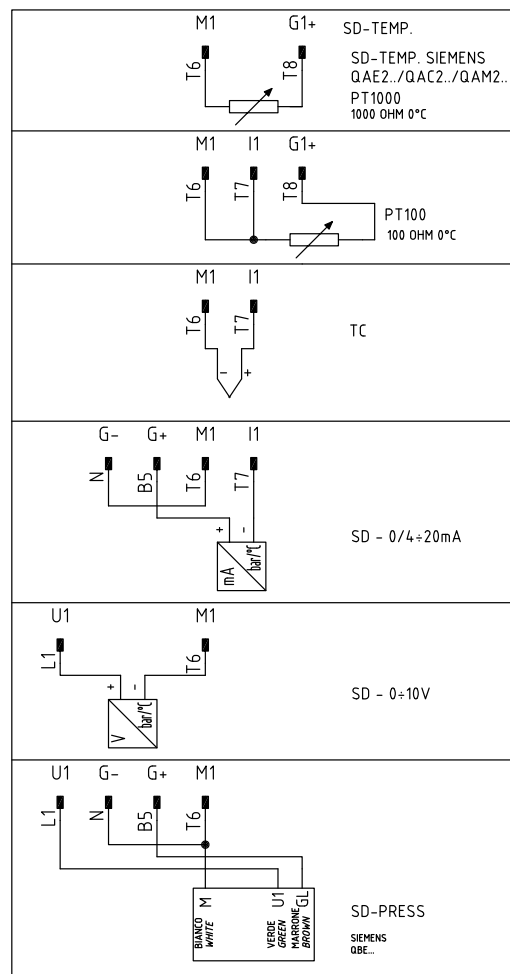 M1 G1+ SD-TEMP.
T6 T8
SD-TEMP. SIEMENS
QAE2../QAC2../QAM2..
PT1000
1000 OHM 0°C
M1 I1 G1+
T6 T7 T8
PT100
100 OHM 0°C
M1 I1
T6 T7
TC
- +
G- G+ M1 I1
N B5 T6 T7
+ -
mA bar/°C
SD - 0/4÷20mA
U1 M1
L1 T6
+ -
V bar/°C
SD - 0÷10V
U1 G- G+ M1
L1 N B5 T6
M U1 GL
BIANCO VERDE MARRONE
WHITE GREEN BROWN
SD-PRESS
SIEMENS
QBE...